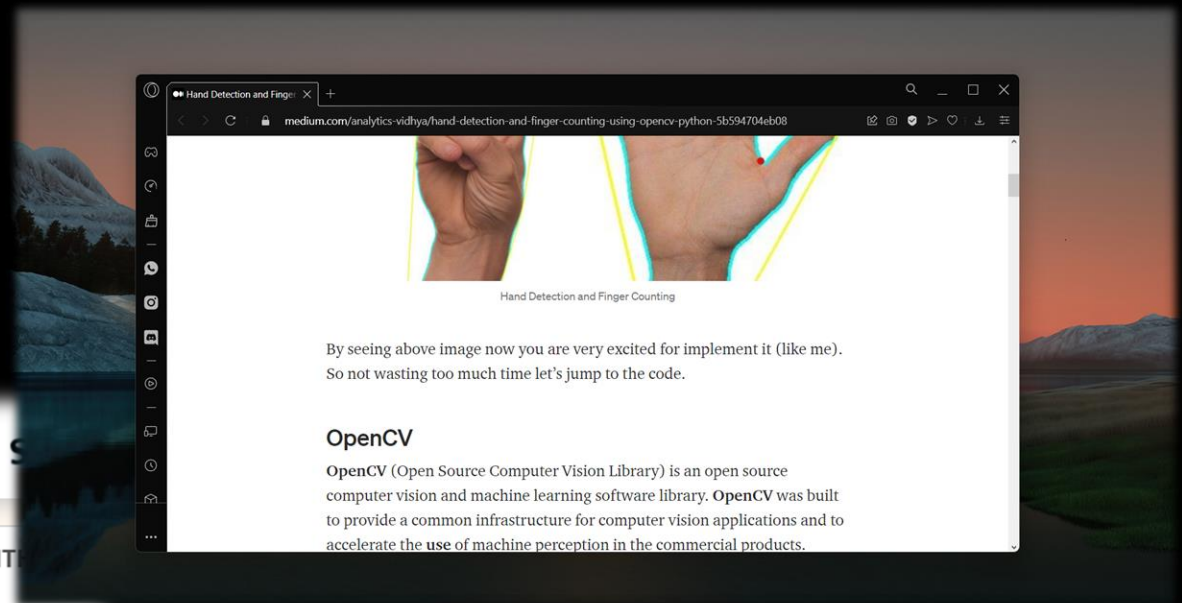 Hand Detection and Finger
medium.com/analytics-vidhya/hand-detection-and-finger-counting-using-opencv-python-5b594704eb08
Hand Detection and Finger Counting
By seeing above image now you are very excited for implement it (like me).
So not wasting too much time let’s jump to the code.
OpenCV
OpenCV (Open Source Computer Vision Library) is an open source
computer vision and machine learning software library. OpenCV was built
to provide a common infrastructure for computer vision applications and to
accelerate the use of machine perception in the commercial products.